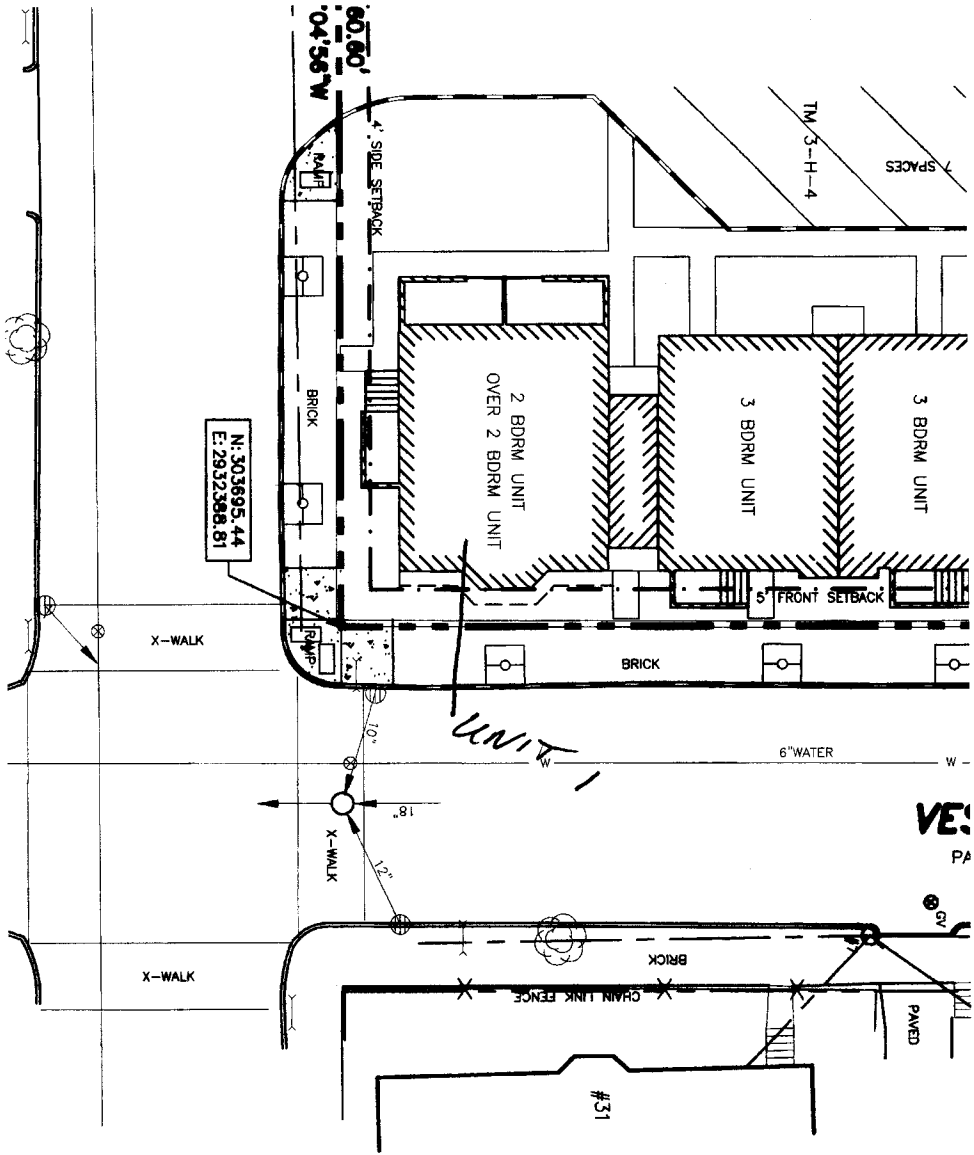 60.60'
04'56"W
4' SIDE SETBACK
TM 3-H-4
7 SPACES
RAMP
BRICK
2 BDRM UNIT
OVER 2 BDRM UNIT
3 BDRM UNIT
3 BDRM UNIT
N: 303695.44
E: 2932388.81
5' FRONT SETBACK
X-WALK
RAMP
BRICK
UNIT 1
10"
W
6"WATER
W
18"
X-WALK
12"
VES
PA
GV
X-WALK
BRICK
CHAIN LINK FENCE
PAVED
#31